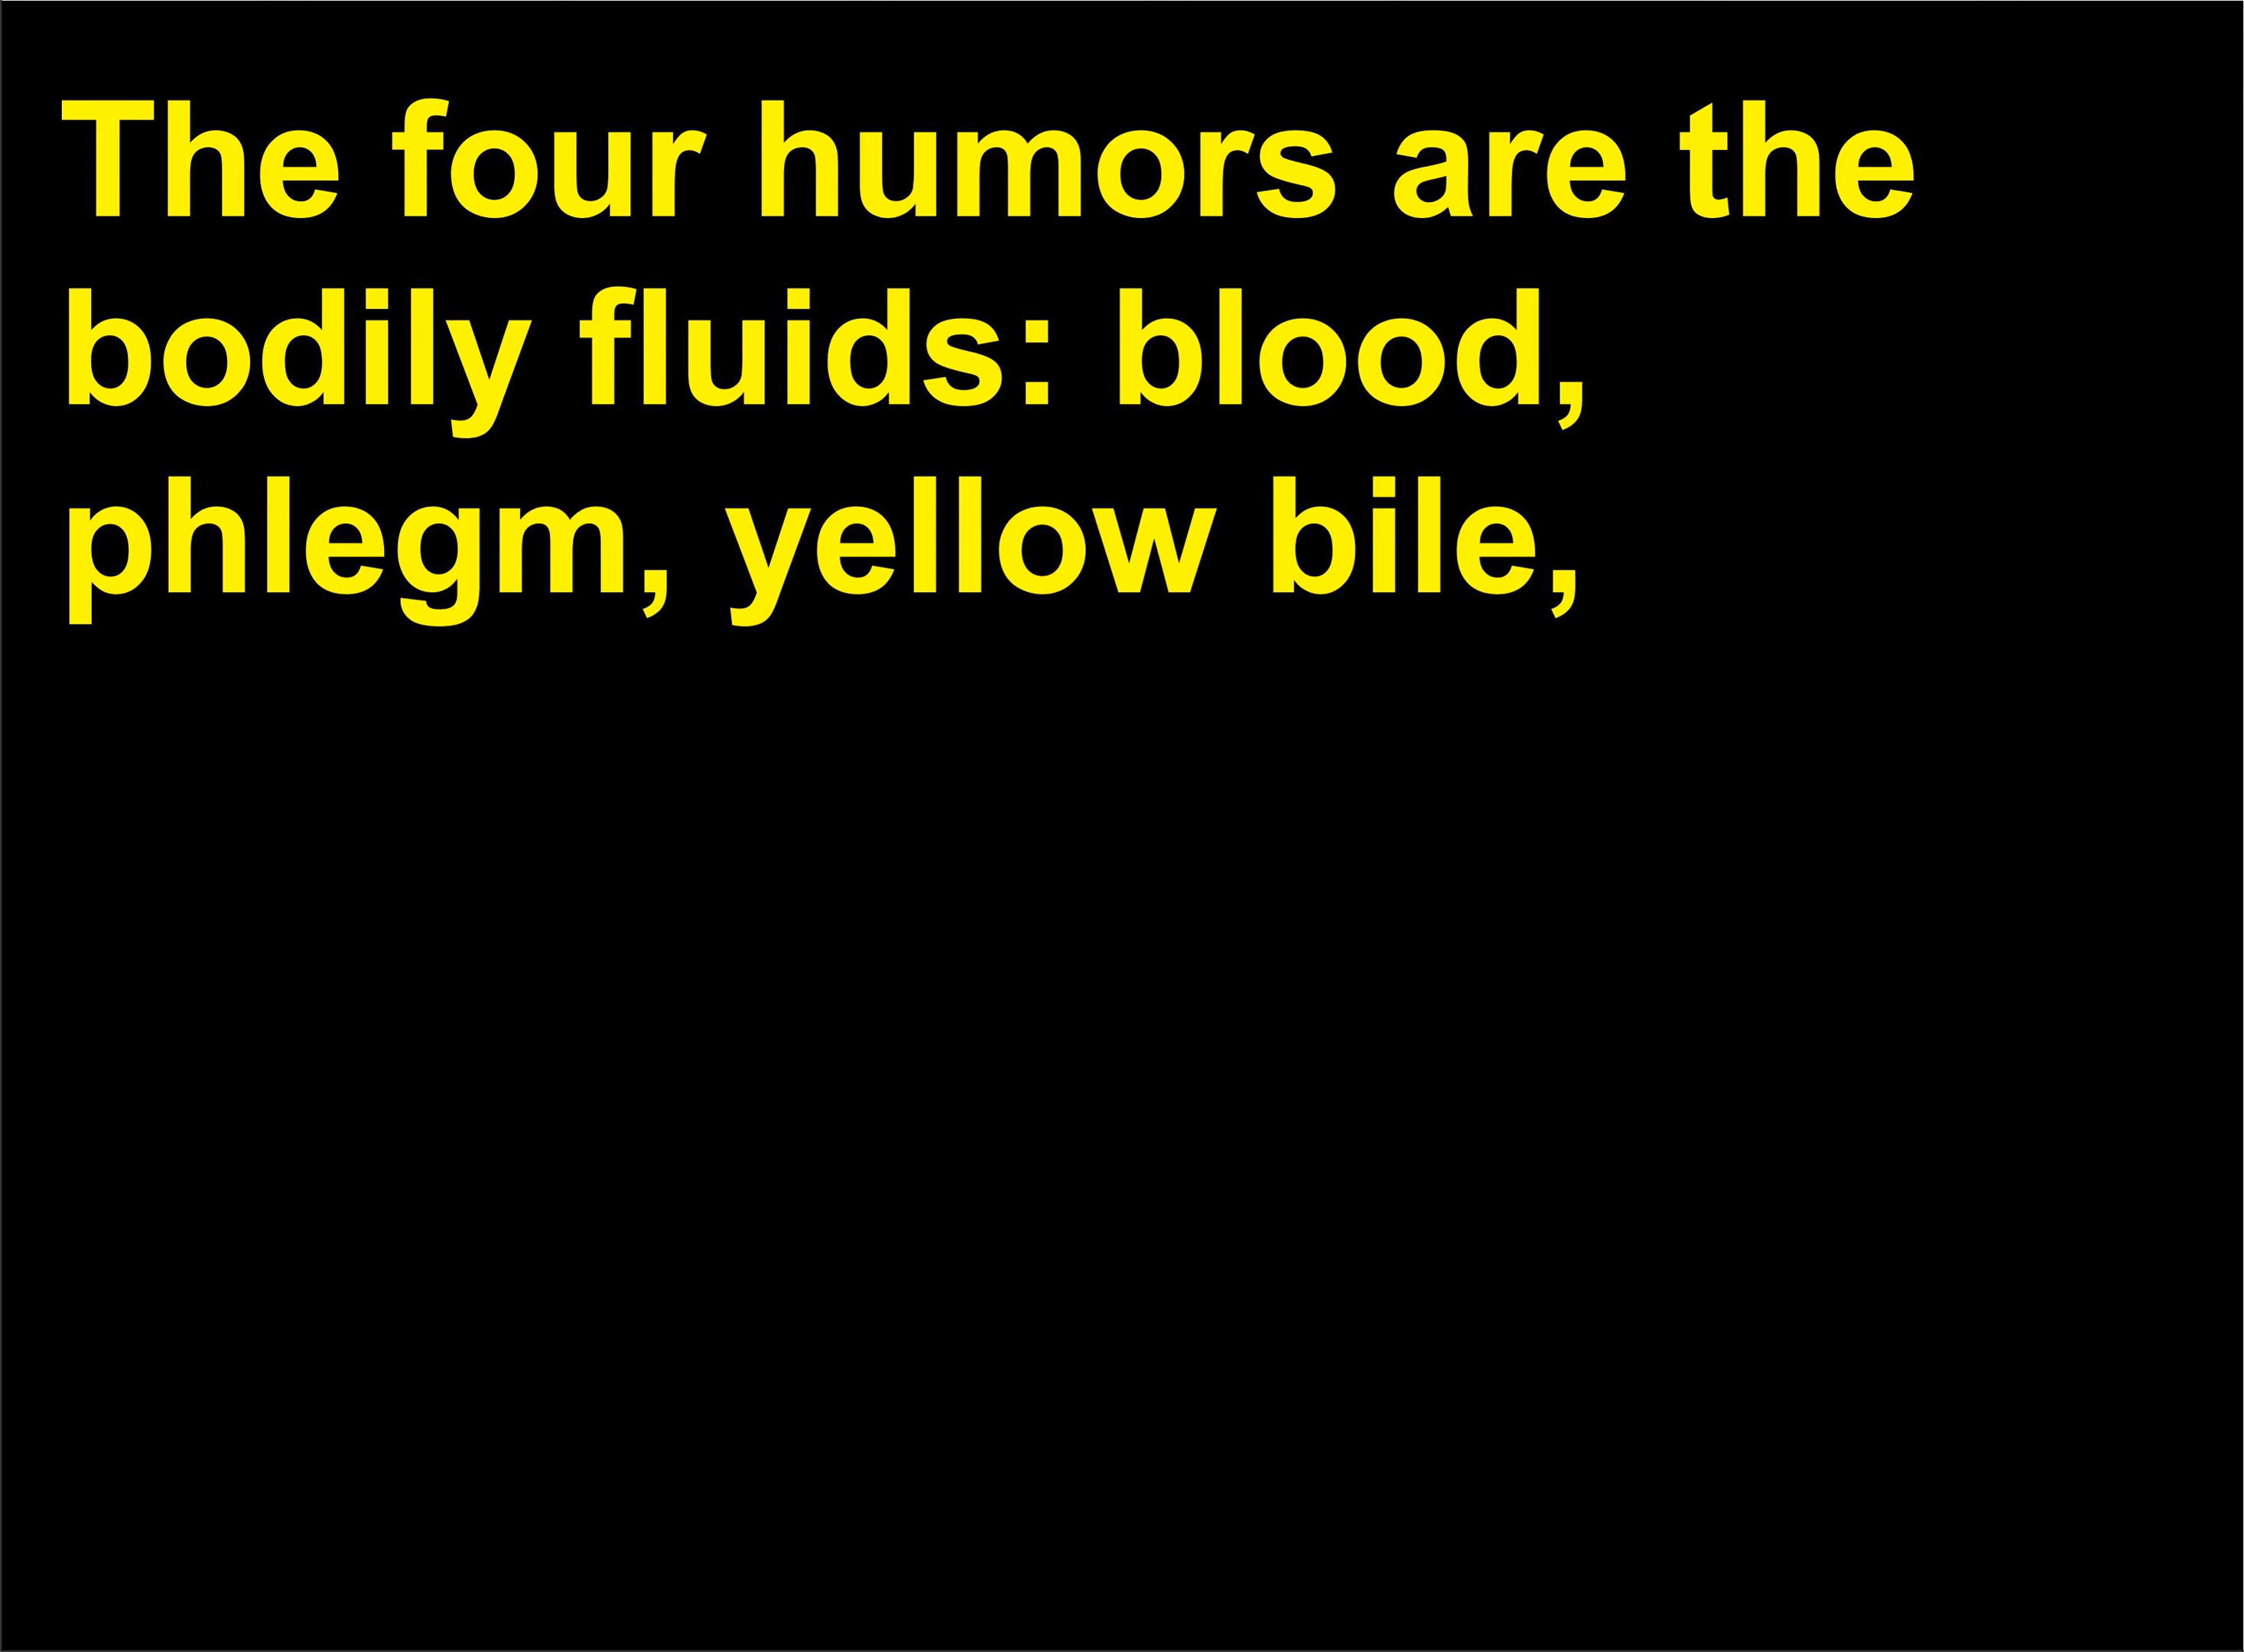 The four humors are the
bodily fluids: blood,
phlegm, yellow bile,